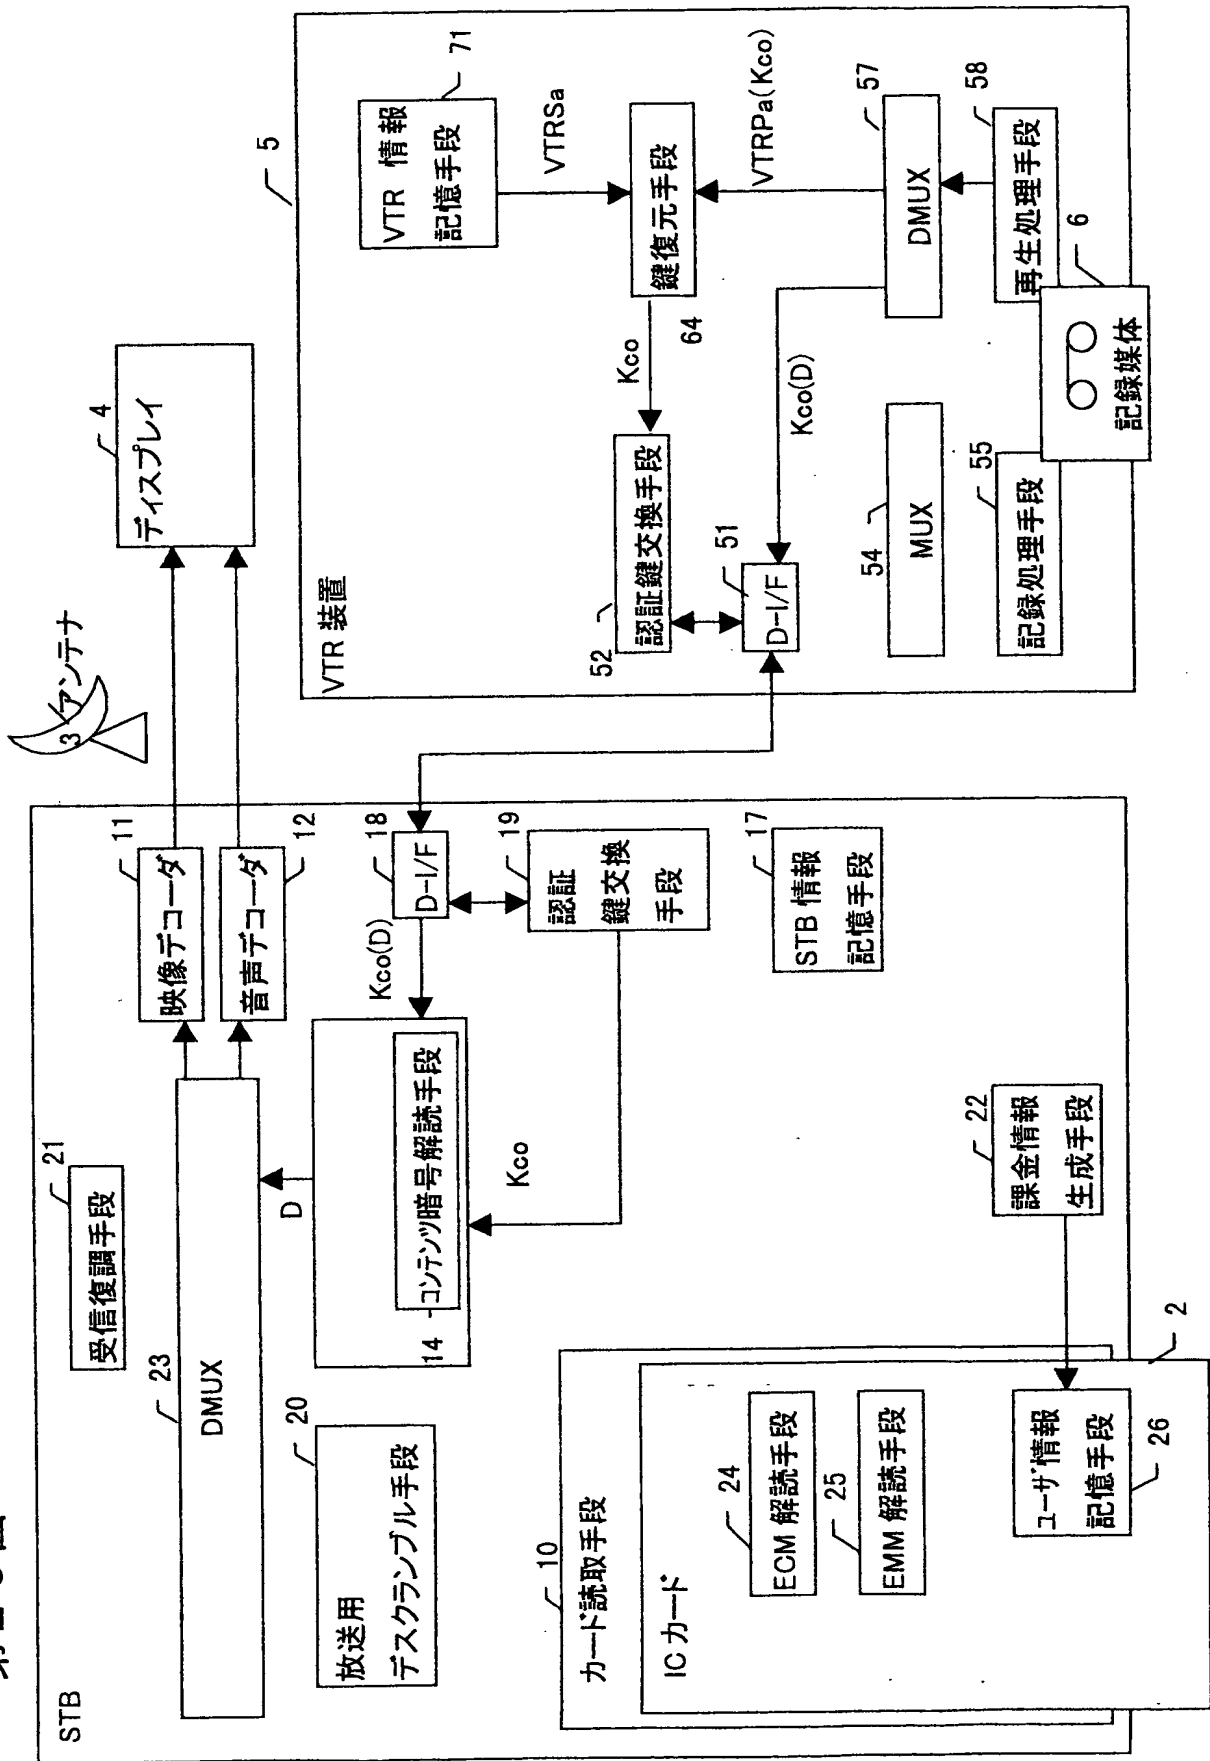 STB
21
受信復調手段
23
DMUX
11
映像デコーダ
12
音声デコーダ
3
アンテナ
4
ディスプレイ
20
放送用
デスクランブル手段
D
14
コンテンツ暗号解読手段
Kco(D)
18
D-I/F
19
認証
鍵交換
手段
Kco
17
STB 情報
記憶手段
22
課金情報
生成手段
10
カード読取手段
ICカード
2
24
ECM 解読手段
25
EMM 解読手段
ユーザ情報
記憶手段
26
5
VTR 装置
VTR 情報
記憶手段
71
VTRSa
鍵復元手段
64
Kco
VTRPa(Kco)
52
認証鍵交換手段
51
D-I/F
Kco(D)
DMUX
57
54
MUX
55
記録処理手段
58
再生処理手段
6
記録媒体